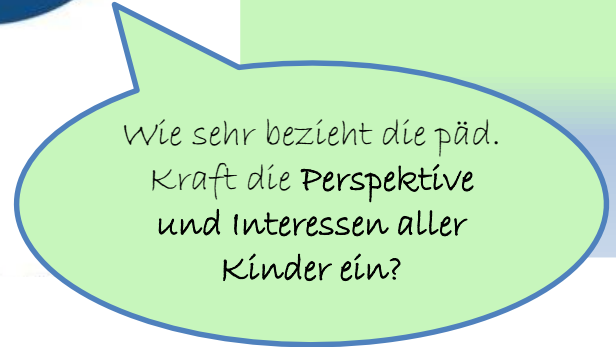 Wie sehr bezieht die päd.
Kraft die Perspektive
und Interessen aller
Kinder ein?